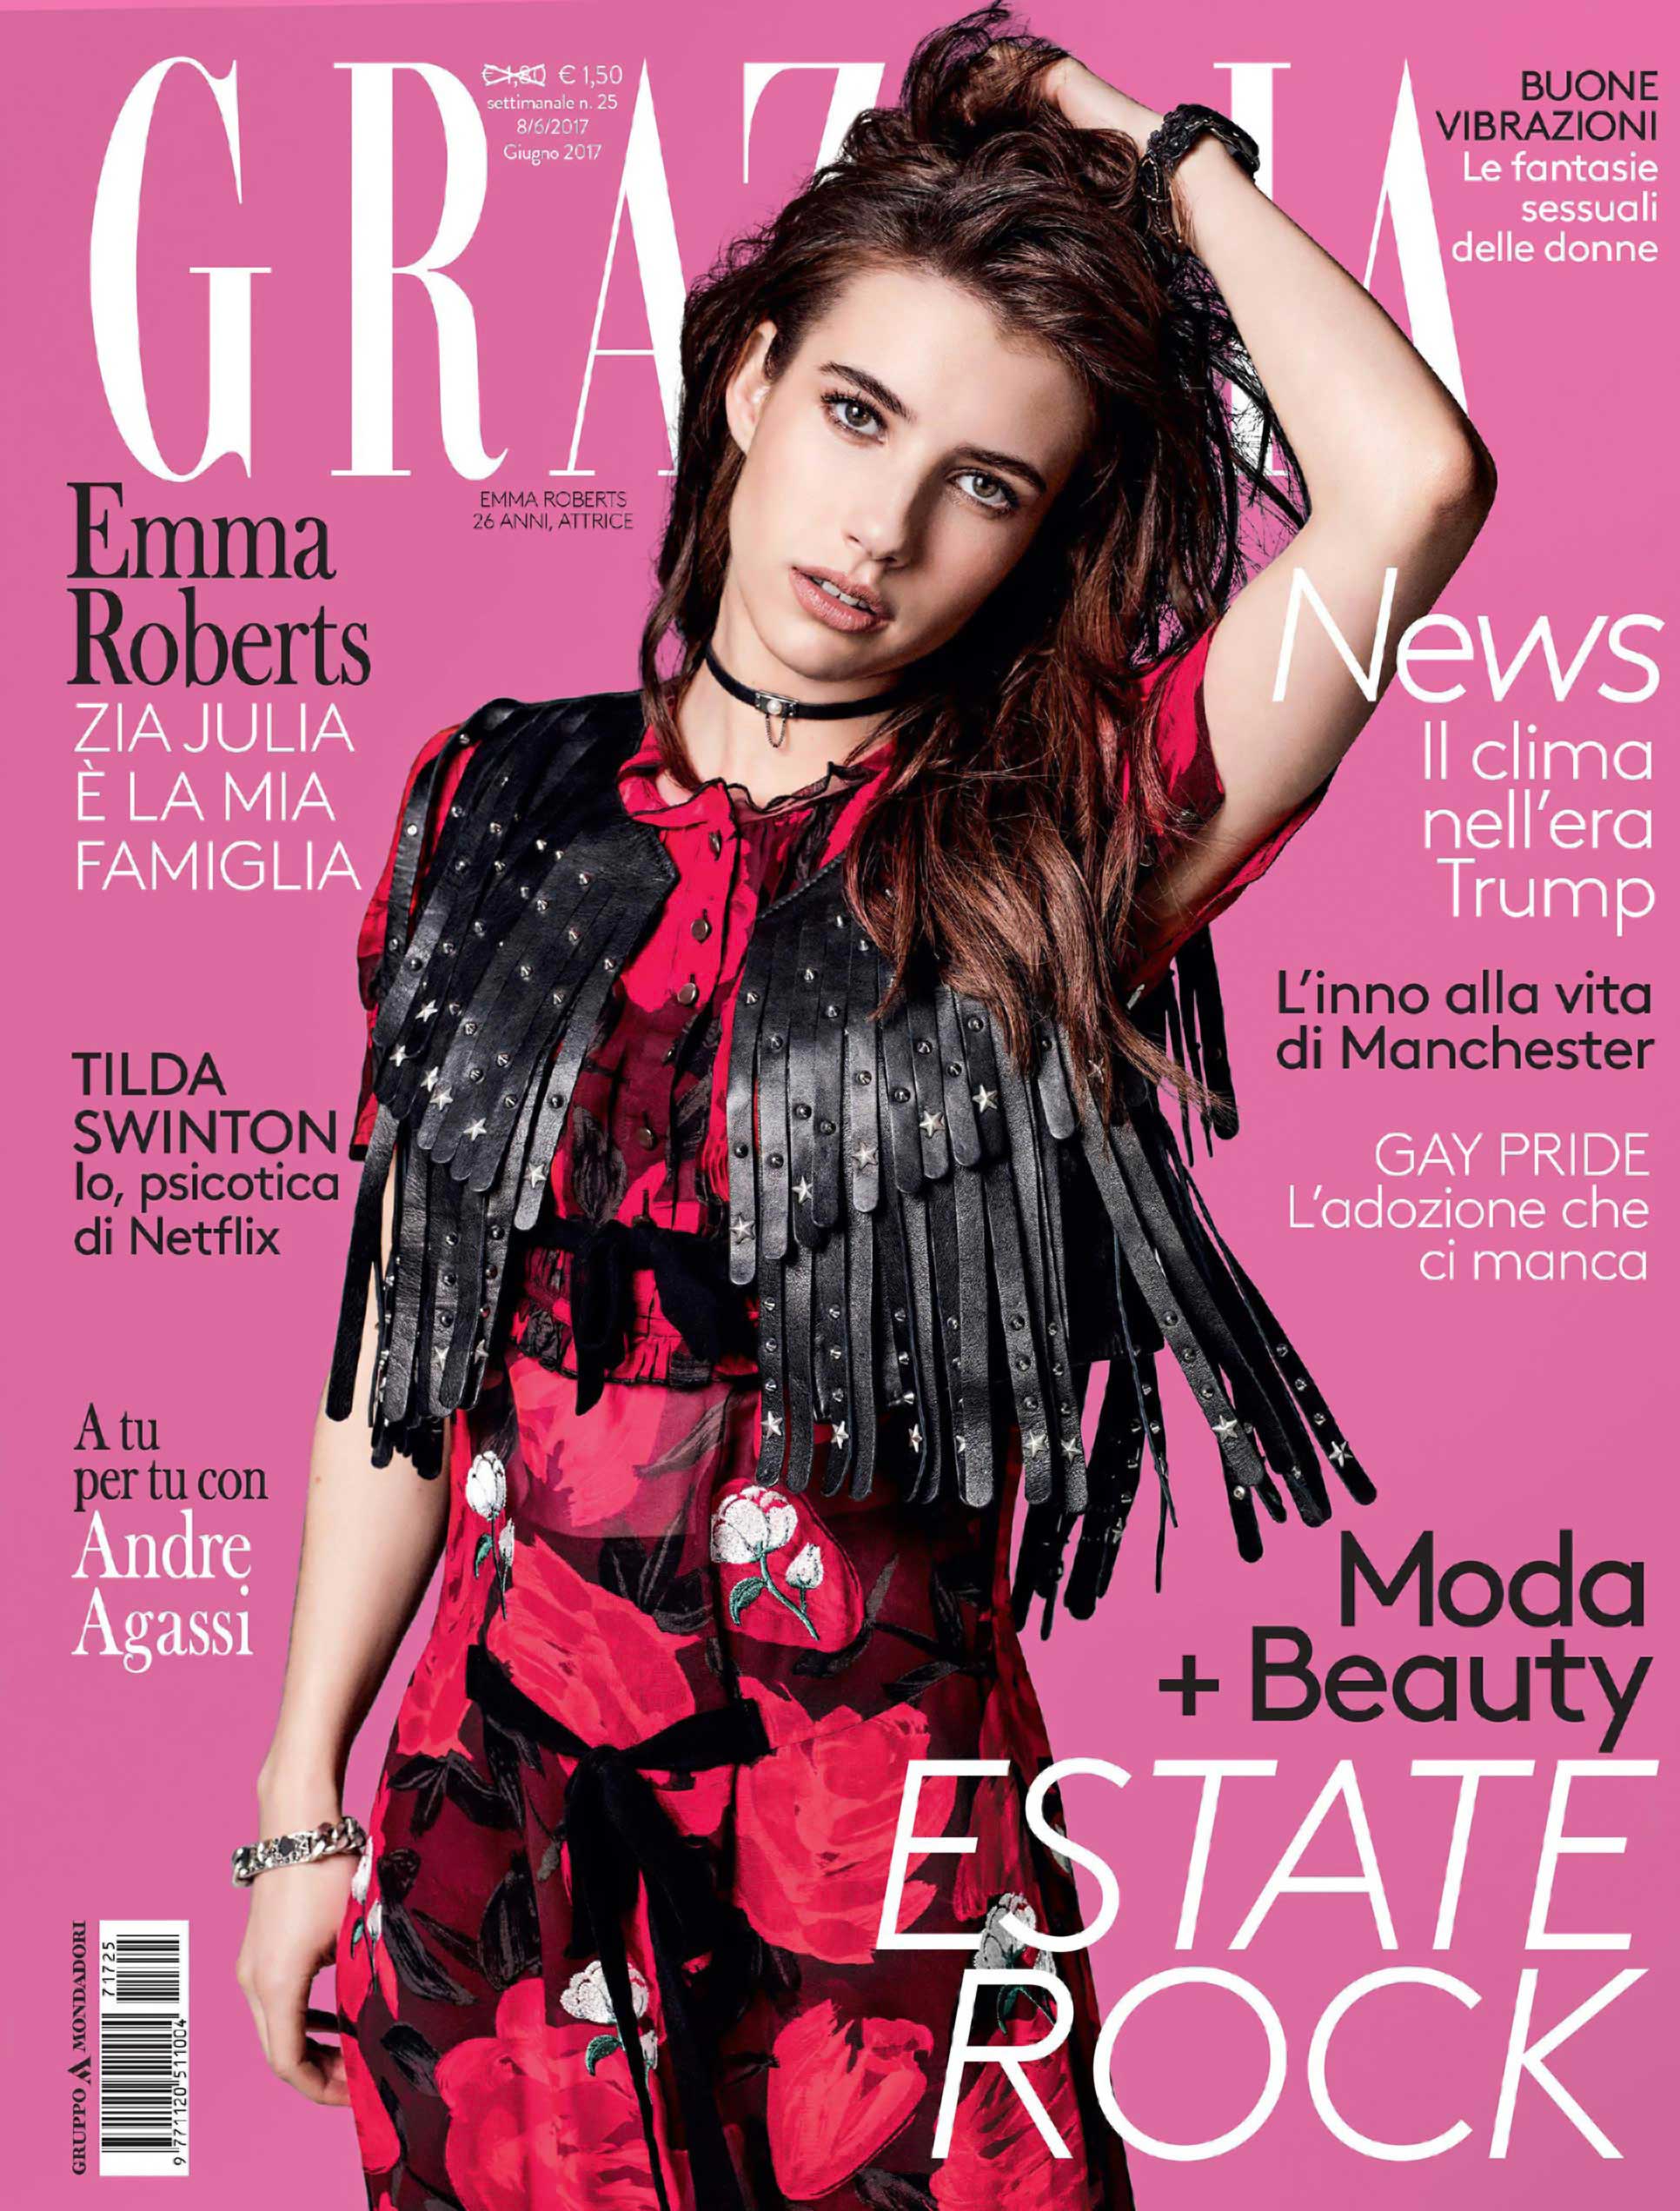 GRAZIA
€ 1,80 € 1,50
settimanale n. 25
8/6/2017
Giugno 2017
BUONE
VIBRAZIONI
Le fantasie
sessuali
delle donne
EMMA ROBERTS
26 ANNI, ATTRICE
Emma
Roberts
ZIA JULIA
È LA MIA
FAMIGLIA
TILDA
SWINTON
Io, psicotica
di Netflix
A tu
per tu con
Andre
Agassi
News
Il clima
nell'era
Trump
L'inno alla vita
di Manchester
GAY PRIDE
L'adozione che
ci manca
Moda
+ Beauty
ESTATE
ROCK
GRUPPO MONDADORI
71725
9 771120 511004